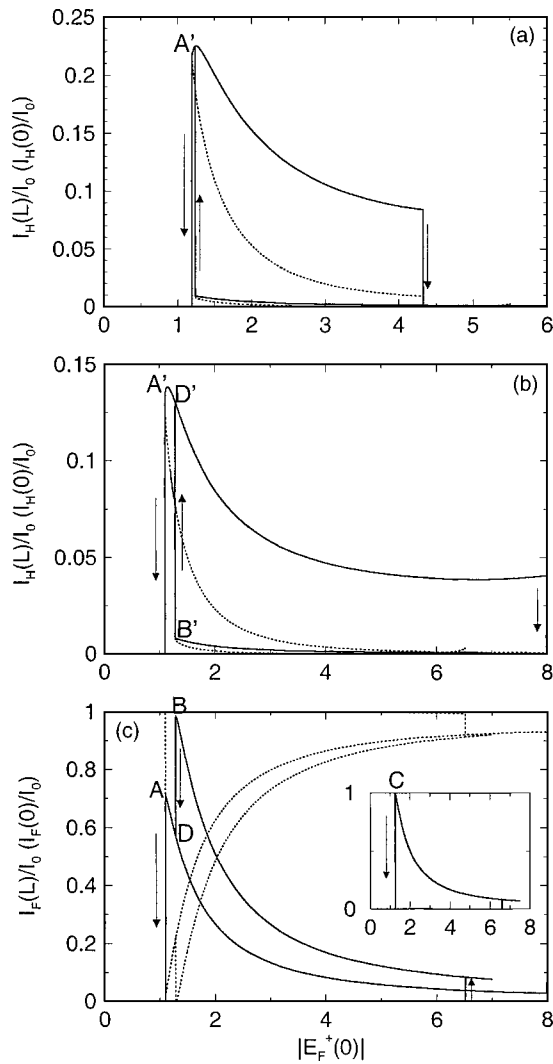 (a)
A'
I_H(L)/I_0 (I_H(0)/I_0)
0.25
0.2
0.15
0.1
0.05
0
0 1 2 3 4 5 6
(b)
A' D'
B'
I_H(L)/I_0 (I_H(0)/I_0)
0.15
0.1
0.05
0
0 2 4 6 8
(c)
B
A
D
I_F(L)/I_0 (I_F(0)/I_0)
1
0.8
0.6
0.4
0.2
0
C
1
0
0 2 4 6 8
0 2 4 6 8
|E_F^+(0)|